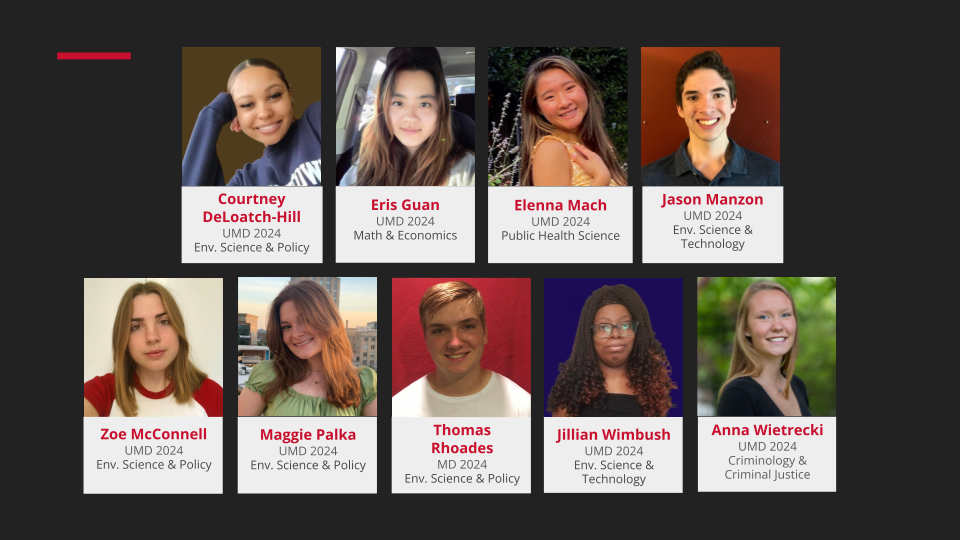 Courtney
DeLoatch-Hill
UMD 2024
Env. Science & Policy
Eris Guan
UMD 2024
Math & Economics
Elenna Mach
UMD 2024
Public Health Science
Jason Manzon
UMD 2024
Env. Science &
Technology
Zoe McConnell
UMD 2024
Env. Science & Policy
Maggie Palka
UMD 2024
Env. Science & Policy
Thomas
Rhoades
MD 2024
Env. Science & Policy
Jillian Wimbush
UMD 2024
Env. Science &
Technology
Anna Wietrecki
UMD 2024
Criminology &
Criminal Justice